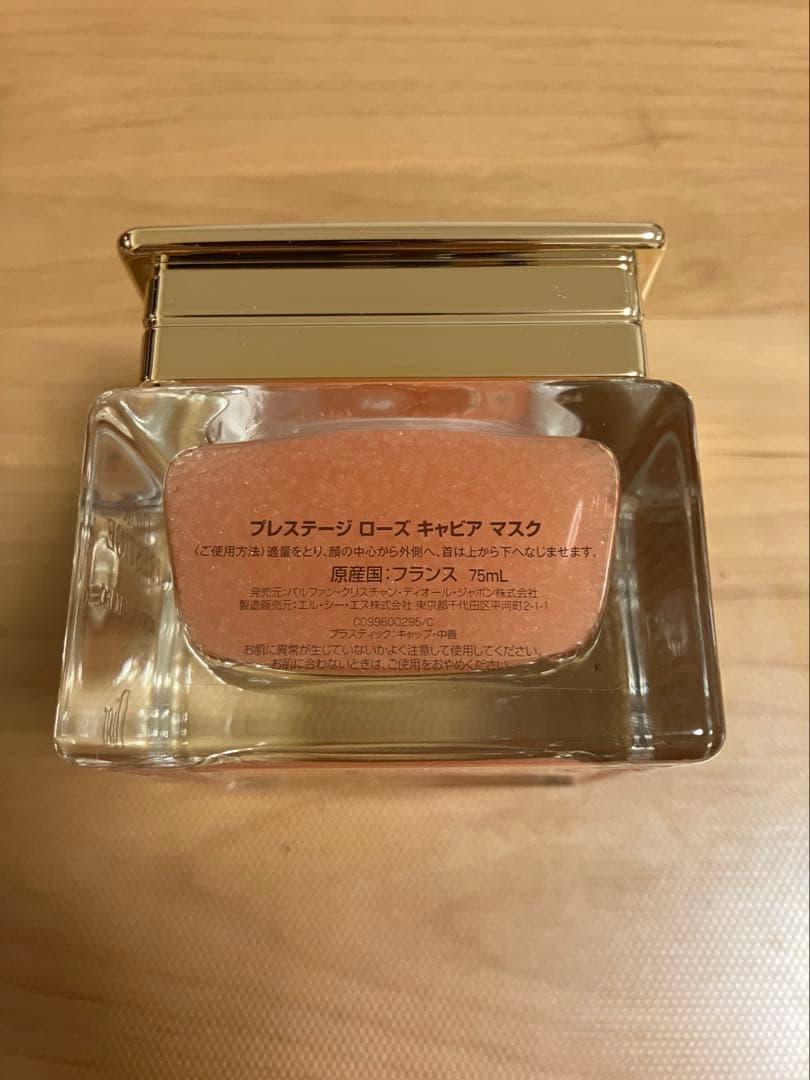 プレステージ ローズ キャビア マスク
〈ご使用方法〉適量をとり、顔の中心から外側へ、首は上から下へなじませます。
原産国：フランス 75mL
発売元：パルファン・クリスチャン・ディオール・ジャポン株式会社
製造販売元：エル・シー・エス株式会社 東京都千代田区平河町2-1-1
C099600295/C
プラスティック：キャップ・中蓋
お肌に異常が生じていないかよく注意して使用してください。
お肌に合わないときは、ご使用をおやめください。
K
Dior